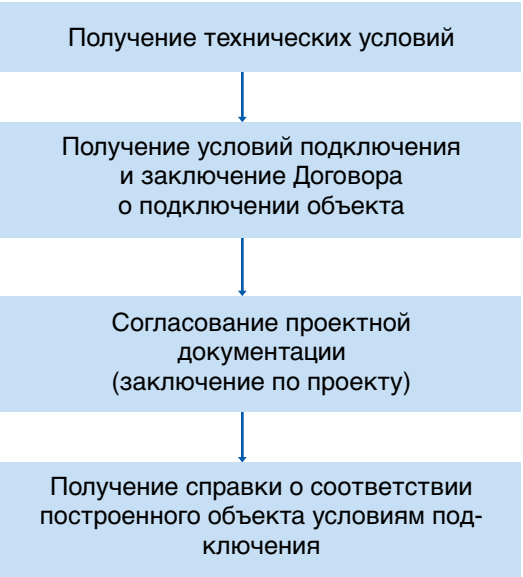 Получение технических условий
Получение условий подключения
и заключение Договора
о подключении объекта
Согласование проектной
документации
(заключение по проекту)
Получение справки о соответствии
построенного объекта условиям под-
ключения